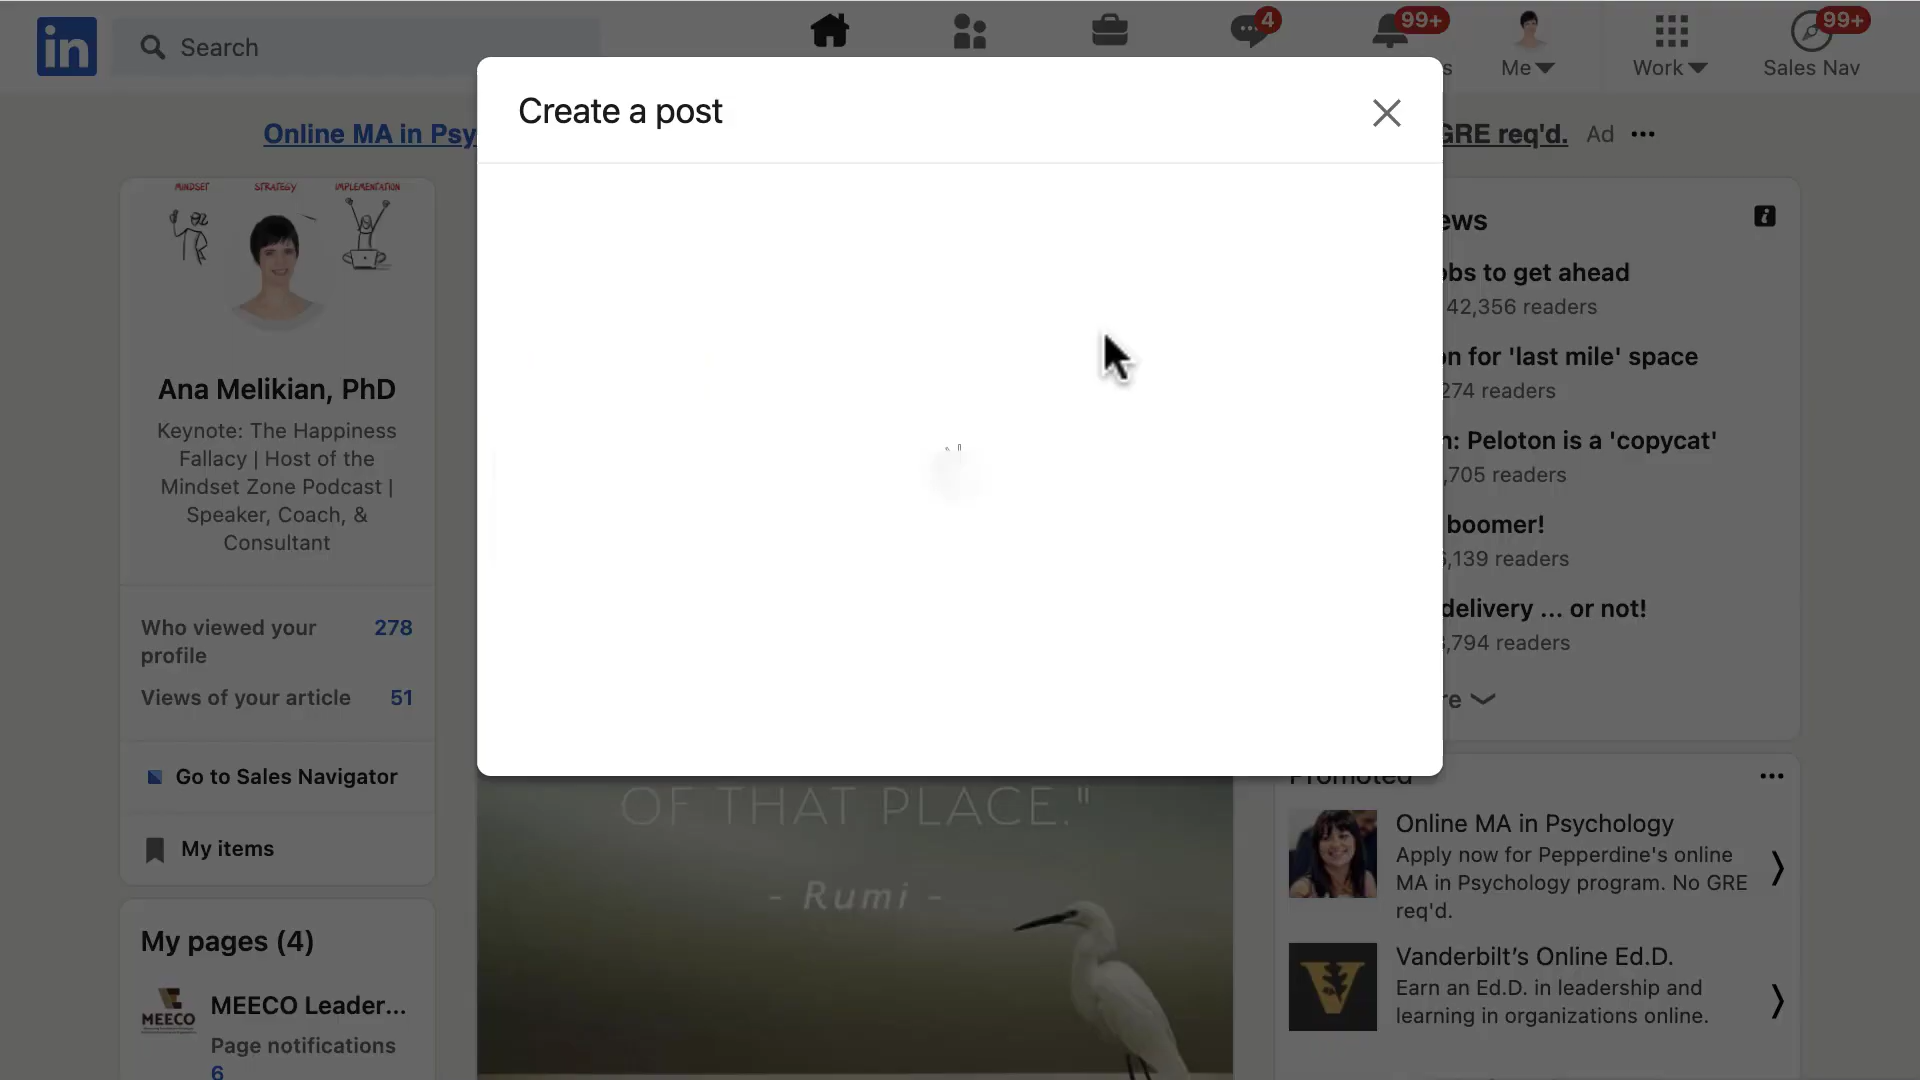 in
Search
4
99+
s
Me
Work
99+
Sales Nav
Create a post
Online MA in Psy
GRE req'd.
Ad
MINDSET
STRATEGY
IMPLEMENTATION
Ana Melikian, PhD
Keynote: The Happiness
Fallacy | Host of the
Mindset Zone Podcast |
Speaker, Coach, &
Consultant
Who viewed your
profile
278
Views of your article
51
Go to Sales Navigator
My items
My pages (4)
MEECO
MEECO Leader...
Page notifications
6
OF THAT PLACE."
- Rumi -
ews
obs to get ahead
42,356 readers
on for 'last mile' space
274 readers
n: Peloton is a 'copycat'
,705 readers
boomer!
,139 readers
delivery ... or not!
,794 readers
re
Promoted
Online MA in Psychology
Apply now for Pepperdine's online
MA in Psychology program. No GRE
req'd.
V
Vanderbilt's Online Ed.D.
Earn an Ed.D. in leadership and
learning in organizations online.